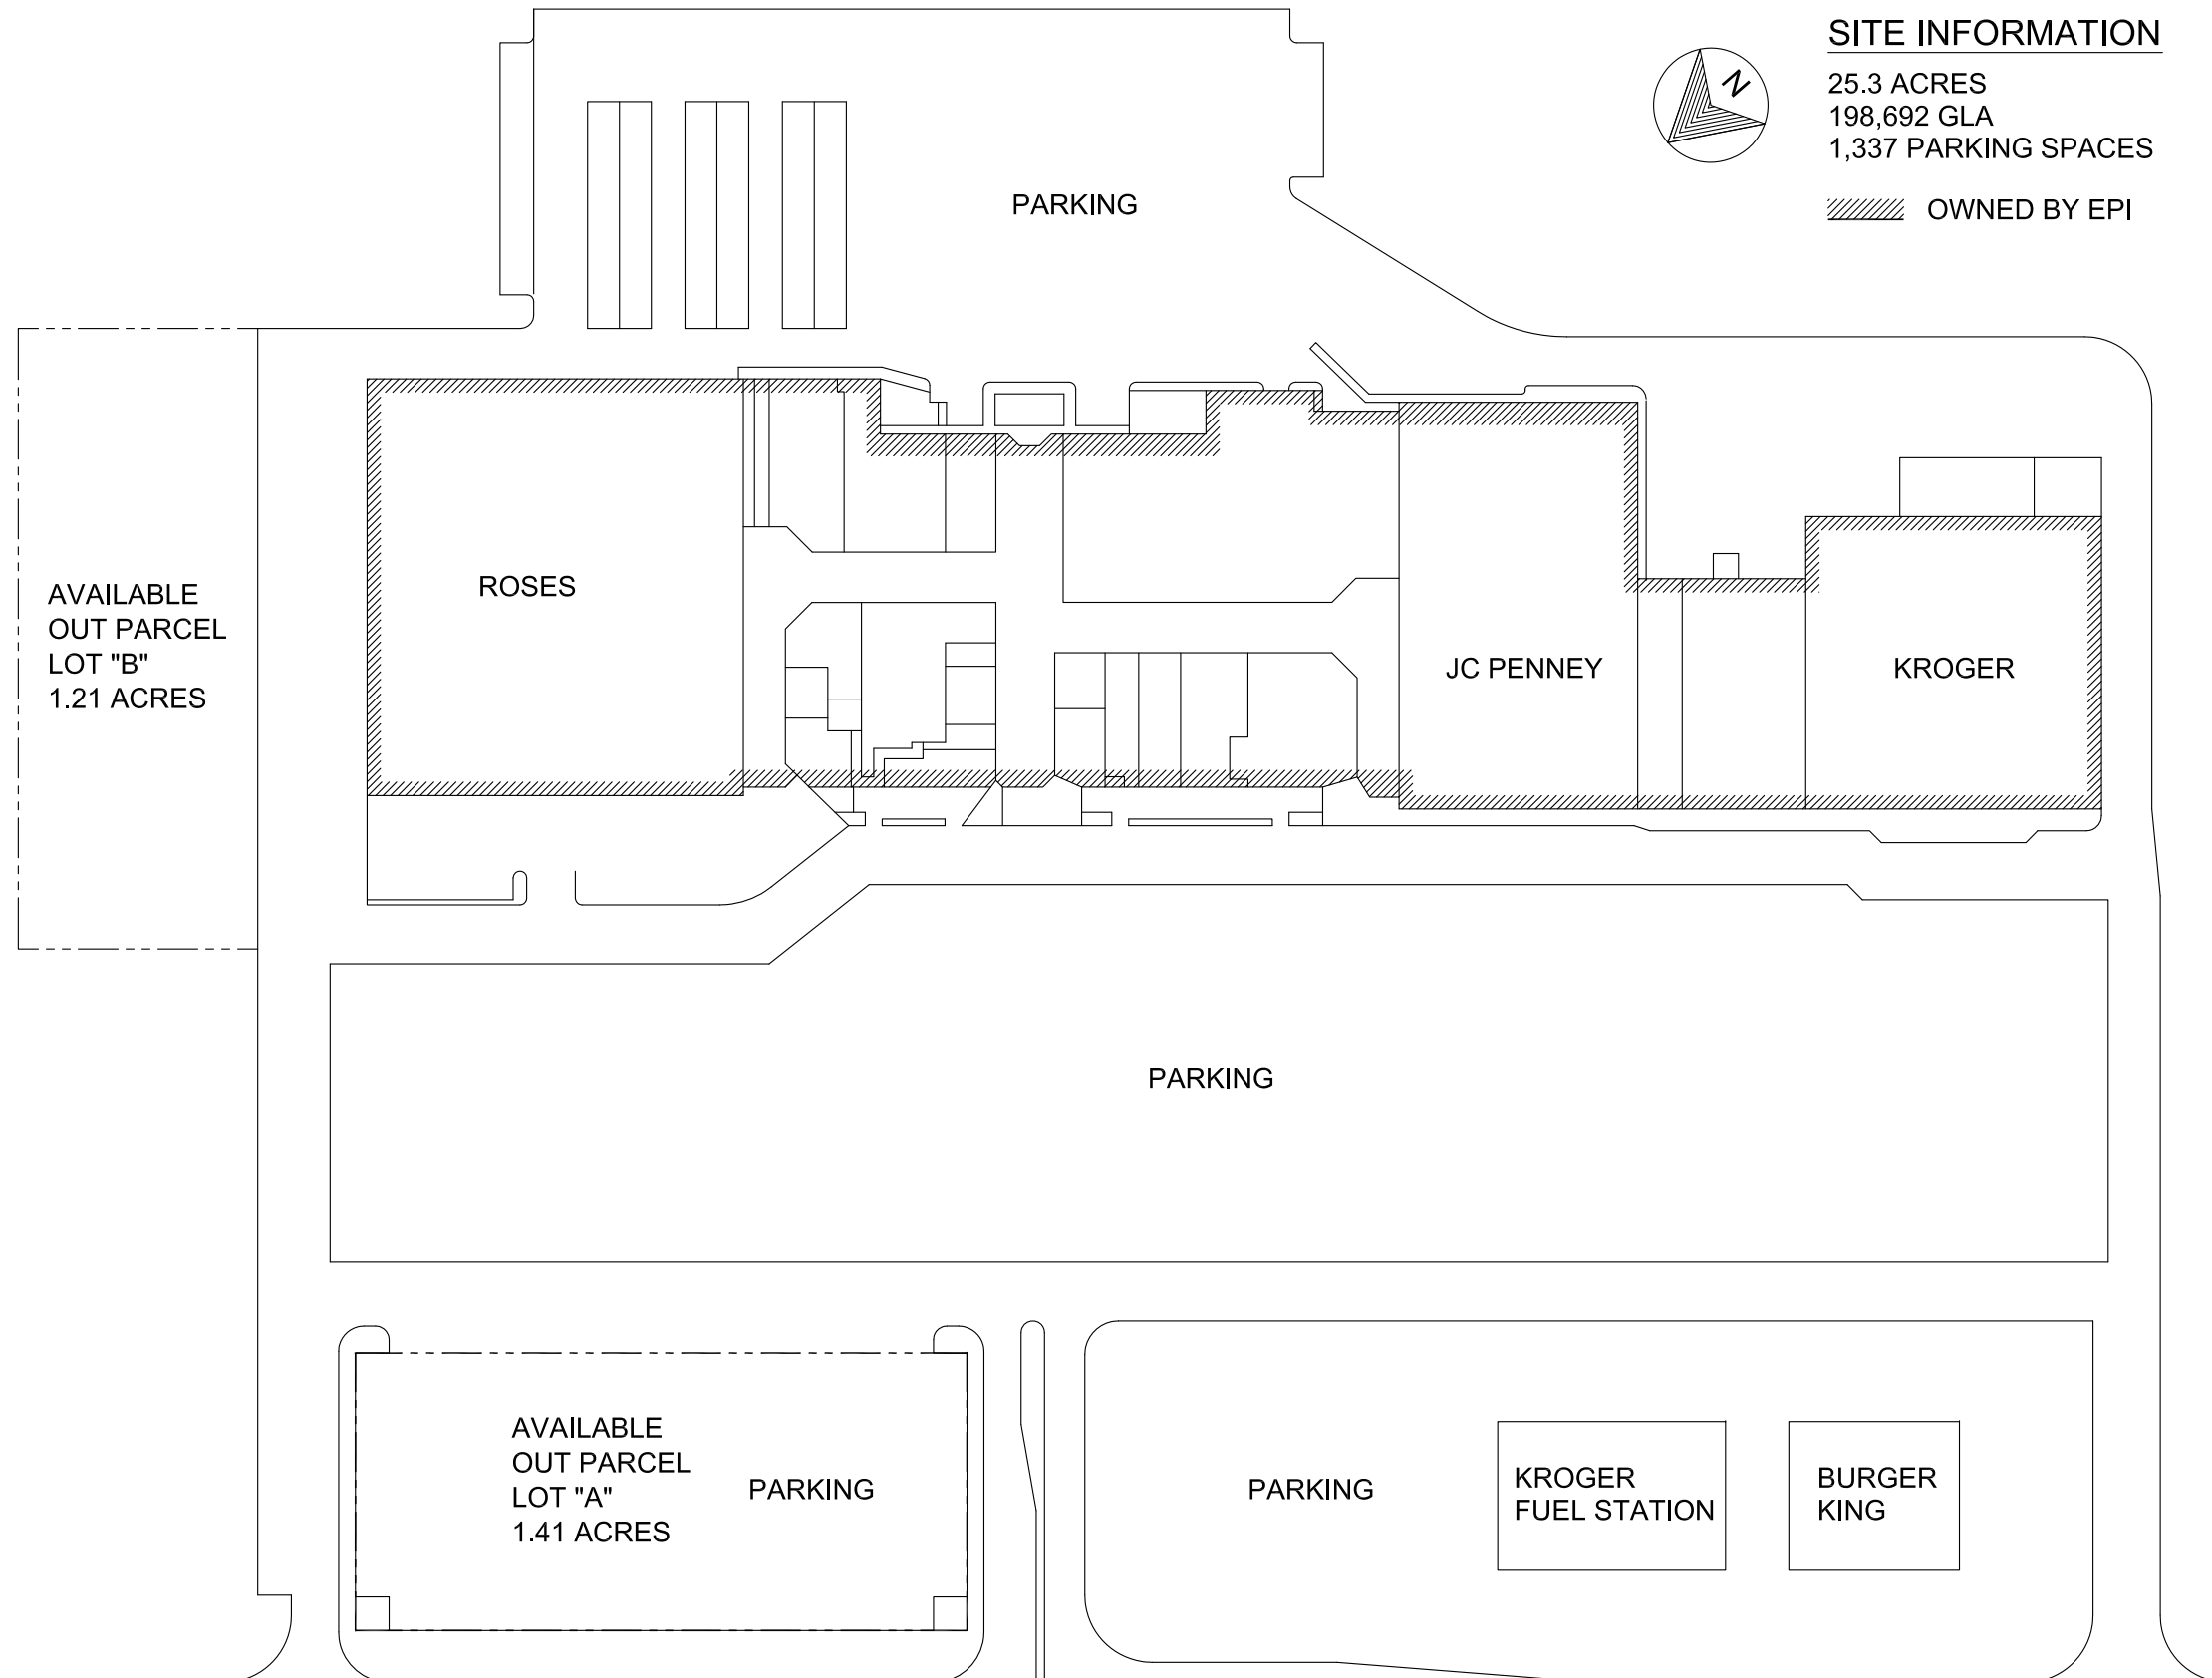 SITE INFORMATION
N
25.3 ACRES
198,692 GLA
1,337 PARKING SPACES
OWNED BY EPI
PARKING
ROSES
AVAILABLE
OUT PARCEL
LOT "B"
1.21 ACRES
JC PENNEY
KROGER
PARKING
AVAILABLE
OUT PARCEL
LOT "A"
1.41 ACRES
PARKING
PARKING
KROGER
FUEL STATION
BURGER
KING